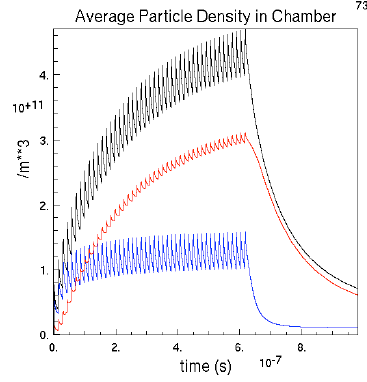 73
Average Particle Density in Chamber
4.
10+11
3.
/m**3
2.
1.
0.
0. 2. 4. 6. 8.
time (s) 10-7